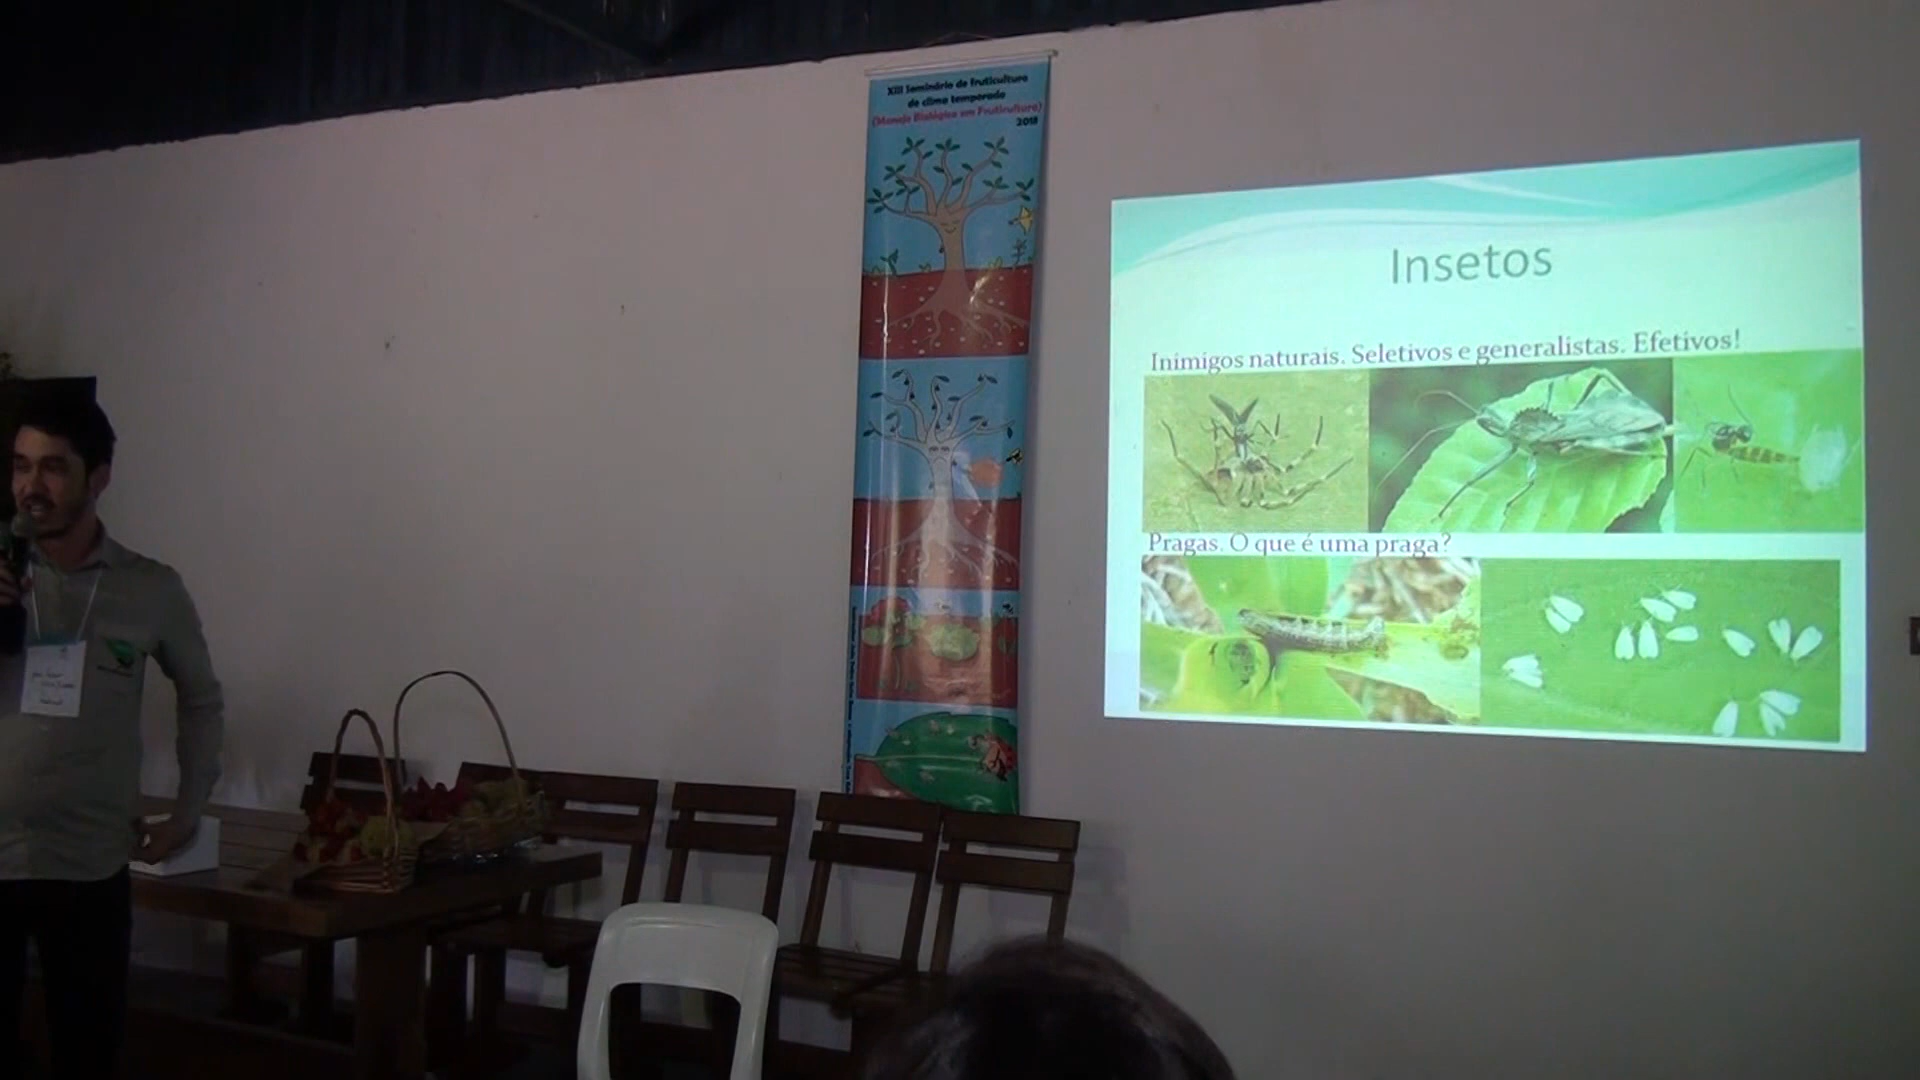 XIII Seminário de Fruticultura
de clima temperado
(Manejo Biológico em Fruticultura)
2018
Insetos
Inimigos naturais. Seletivos e generalistas. Efetivos!
Pragas. O que é uma praga?